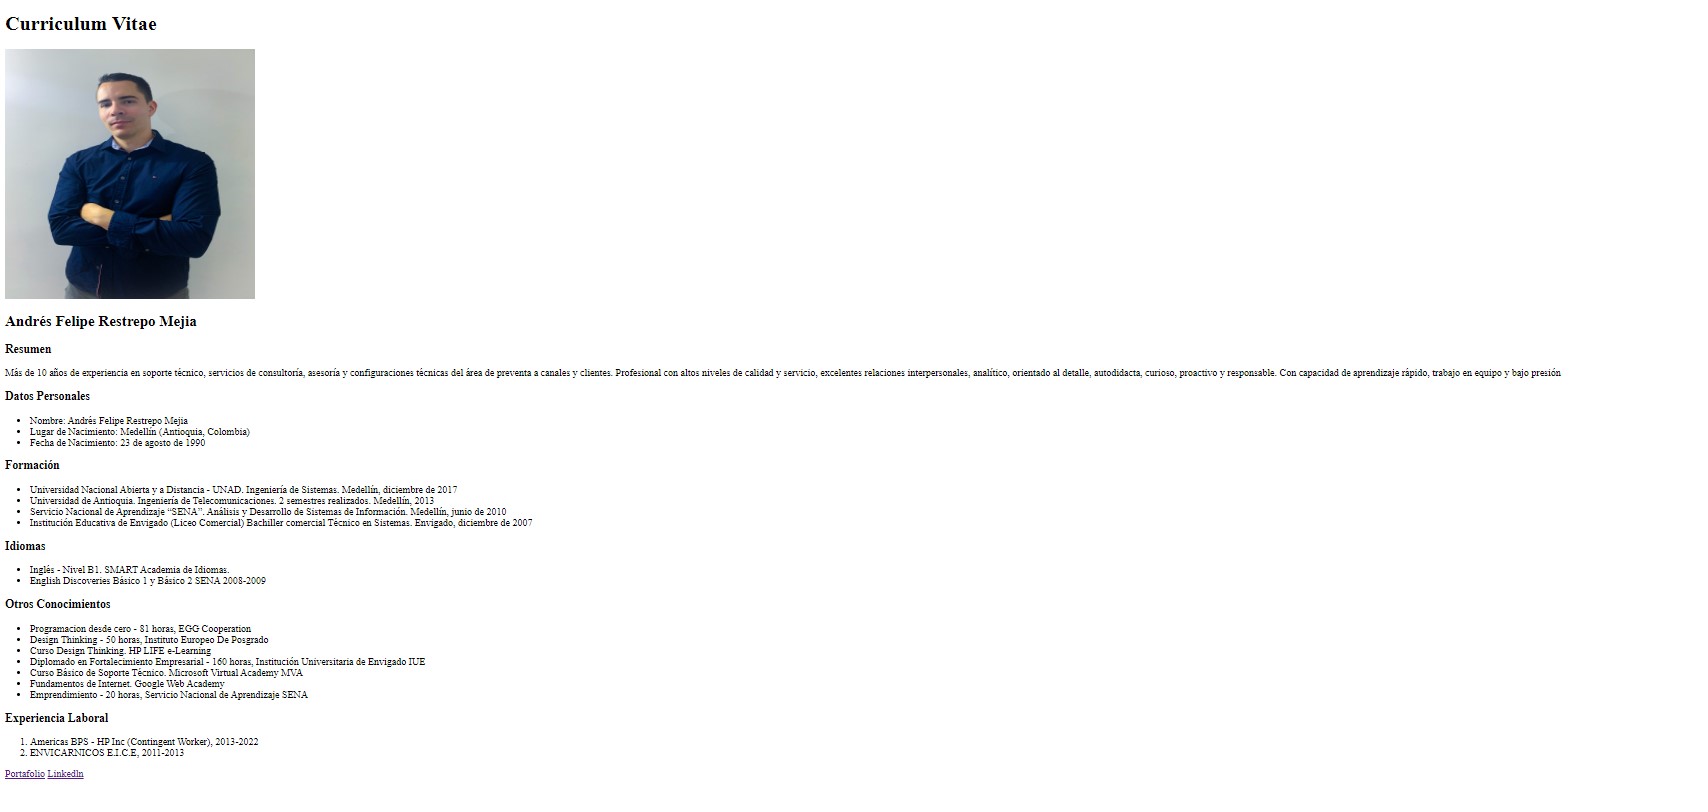 Curriculum Vitae
Andrés Felipe Restrepo Mejia
Resumen
Más de 10 años de experiencia en soporte técnico, servicios de consultoría, asesoría y configuraciones técnicas del área de preventa a canales y clientes. Profesional con altos niveles de calidad y servicio, excelentes relaciones interpersonales, analítico, orientado al detalle, autodidacta, curioso, proactivo y responsable. Con capacidad de aprendizaje rápido, trabajo en equipo y bajo presión
Datos Personales
• Nombre: Andrés Felipe Restrepo Mejia
• Lugar de Nacimiento: Medellín (Antioquia, Colombia)
• Fecha de Nacimiento: 23 de agosto de 1990
Formación
• Universidad Nacional Abierta y a Distancia - UNAD. Ingeniería de Sistemas. Medellín, diciembre de 2017
• Universidad de Antioquia. Ingeniería de Telecomunicaciones. 2 semestres realizados. Medellín, 2013
• Servicio Nacional de Aprendizaje “SENA”. Análisis y Desarrollo de Sistemas de Información. Medellín, junio de 2010
• Institución Educativa de Envigado (Liceo Comercial) Bachiller comercial Técnico en Sistemas. Envigado, diciembre de 2007
Idiomas
• Inglés - Nivel B1. SMART Academia de Idiomas.
• English Discoveries Básico 1 y Básico 2 SENA 2008-2009
Otros Conocimientos
• Programacion desde cero - 81 horas, EGG Cooperation
• Design Thinking - 50 horas, Instituto Europeo De Posgrado
• Curso Design Thinking. HP LIFE e-Learning
• Diplomado en Fortalecimiento Empresarial - 160 horas, Institución Universitaria de Envigado IUE
• Curso Básico de Soporte Técnico. Microsoft Virtual Academy MVA
• Fundamentos de Internet. Google Web Academy
• Emprendimiento - 20 horas, Servicio Nacional de Aprendizaje SENA
Experiencia Laboral
1. Americas BPS - HP Inc (Contingent Worker), 2013-2022
2. ENVICARNICOS E.I.C.E, 2011-2013
Portafolio LinkedIn